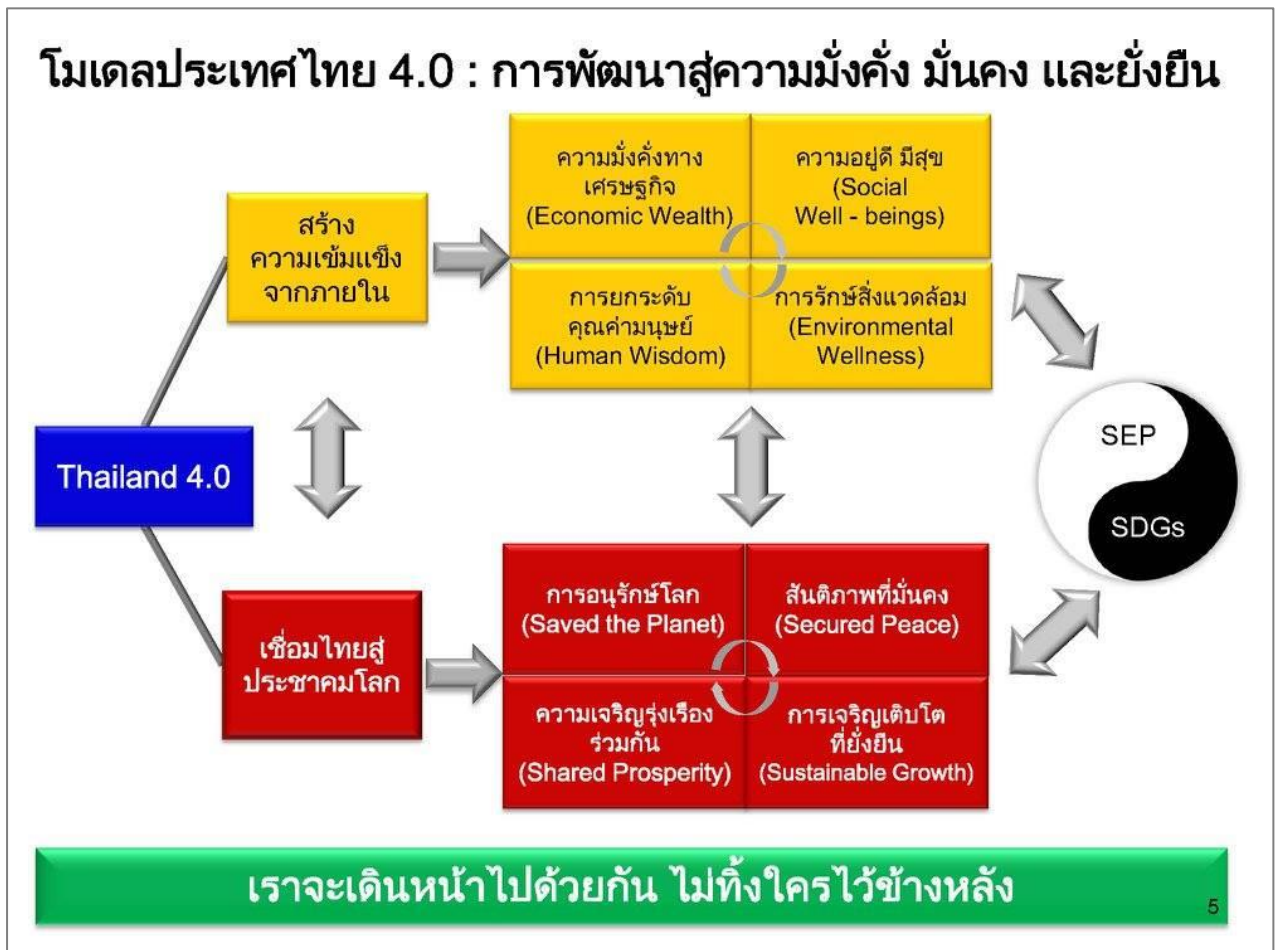 โมเดลประเทศไทย 4.0 : การพัฒนาสู่ความมั่งคั่ง มั่นคง และยั่งยืน
สร้าง
ความเข้มแข็ง
จากภายใน
ความมั่งคั่งทาง
เศรษฐกิจ
(Economic Wealth)
ความอยู่ดี มีสุข
(Social
Well - beings)
การยกระดับ
คุณค่ามนุษย์
(Human Wisdom)
การรักษ์สิ่งแวดล้อม
(Environmental
Wellness)
Thailand 4.0
SEP
SDGs
เชื่อมไทยสู่
ประชาคมโลก
การอนุรักษ์โลก
(Saved the Planet)
สันติภาพที่มั่นคง
(Secured Peace)
ความเจริญรุ่งเรือง
ร่วมกัน
(Shared Prosperity)
การเจริญเติบโต
ที่ยั่งยืน
(Sustainable Growth)
เราจะเดินหน้าไปด้วยกัน ไม่ทิ้งใครไว้ข้างหลัง
5